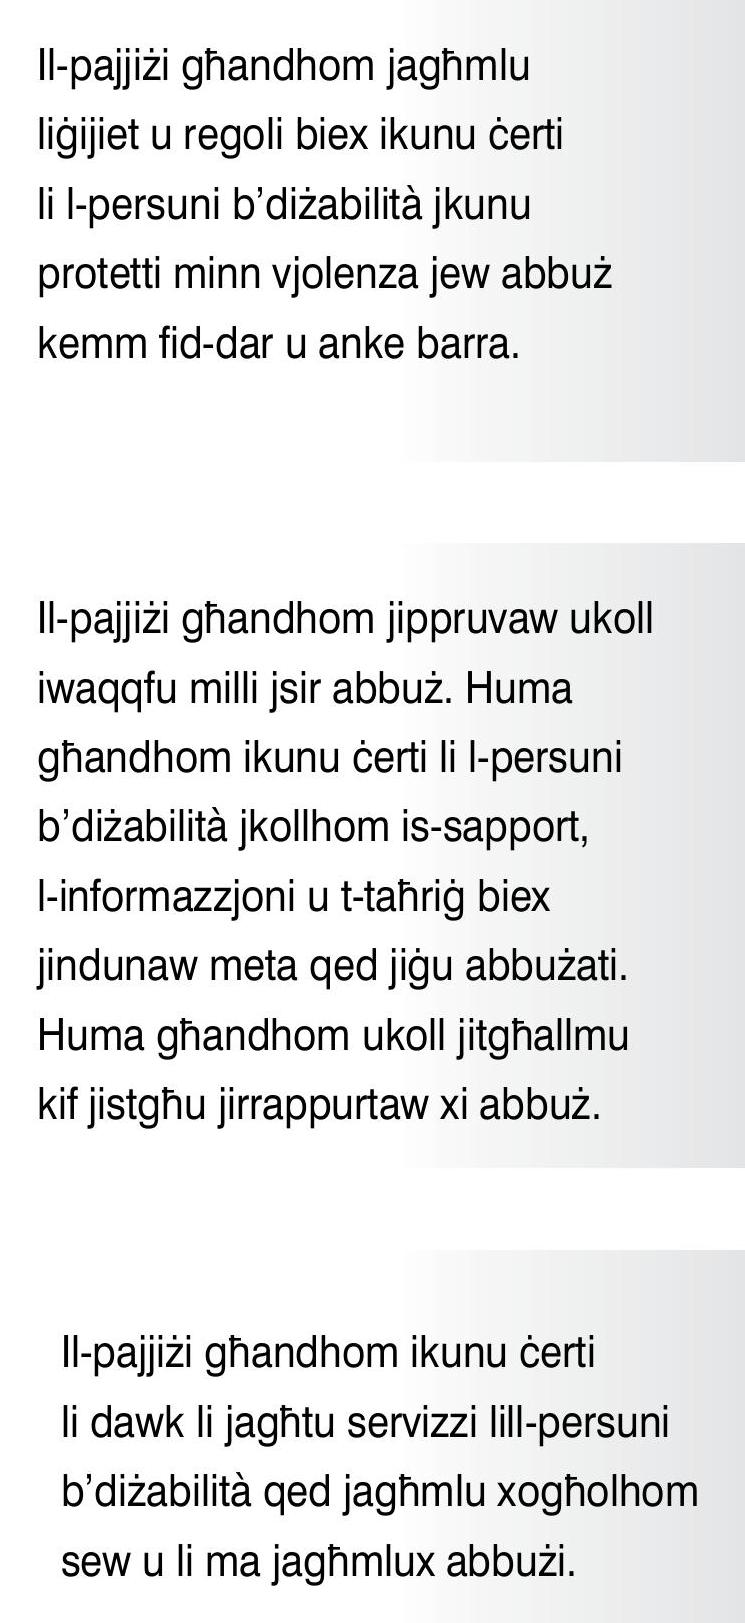 Il-pajjiżi għandhom jagħmlu
liġijiet u regoli biex ikunu ċerti
li l-persuni b’diżabilità jkunu
protetti minn vjolenza jew abbuż
kemm fid-dar u anke barra.
Il-pajjiżi għandhom jippruvaw ukoll
iwaqqfu milli jsir abbuż. Huma
għandhom ikunu ċerti li l-persuni
b’diżabilità jkollhom is-sapport,
l-informazzjoni u t-taħriġ biex
jindunaw meta qed jiġu abbużati.
Huma għandhom ukoll jitgħallmu
kif jistgħu jirrappurtaw xi abbuż.
Il-pajjiżi għandhom ikunu ċerti
li dawk li jagħtu servizzi lill-persuni
b’diżabilità qed jagħmlu xogħolhom
sew u li ma jagħmlux abbużi.